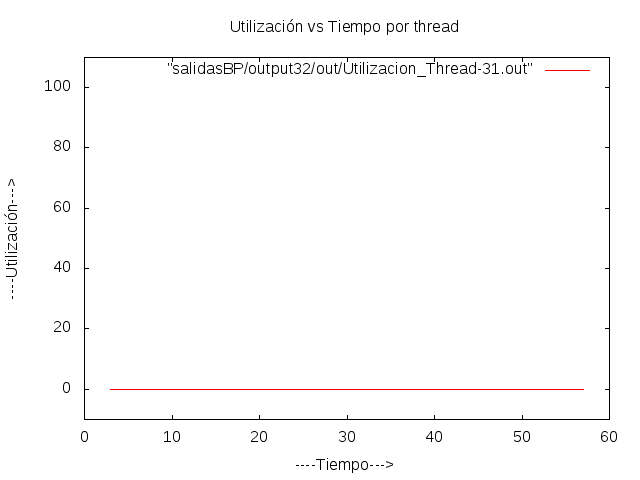 Utilización vs Tiempo por thread
"salidasBP/output32/out/Utilizacion_Thread-31.out"
100
80
60
40
20
0
----Utilización--->
0 10 20 30 40 50 60
----Tiempo--->